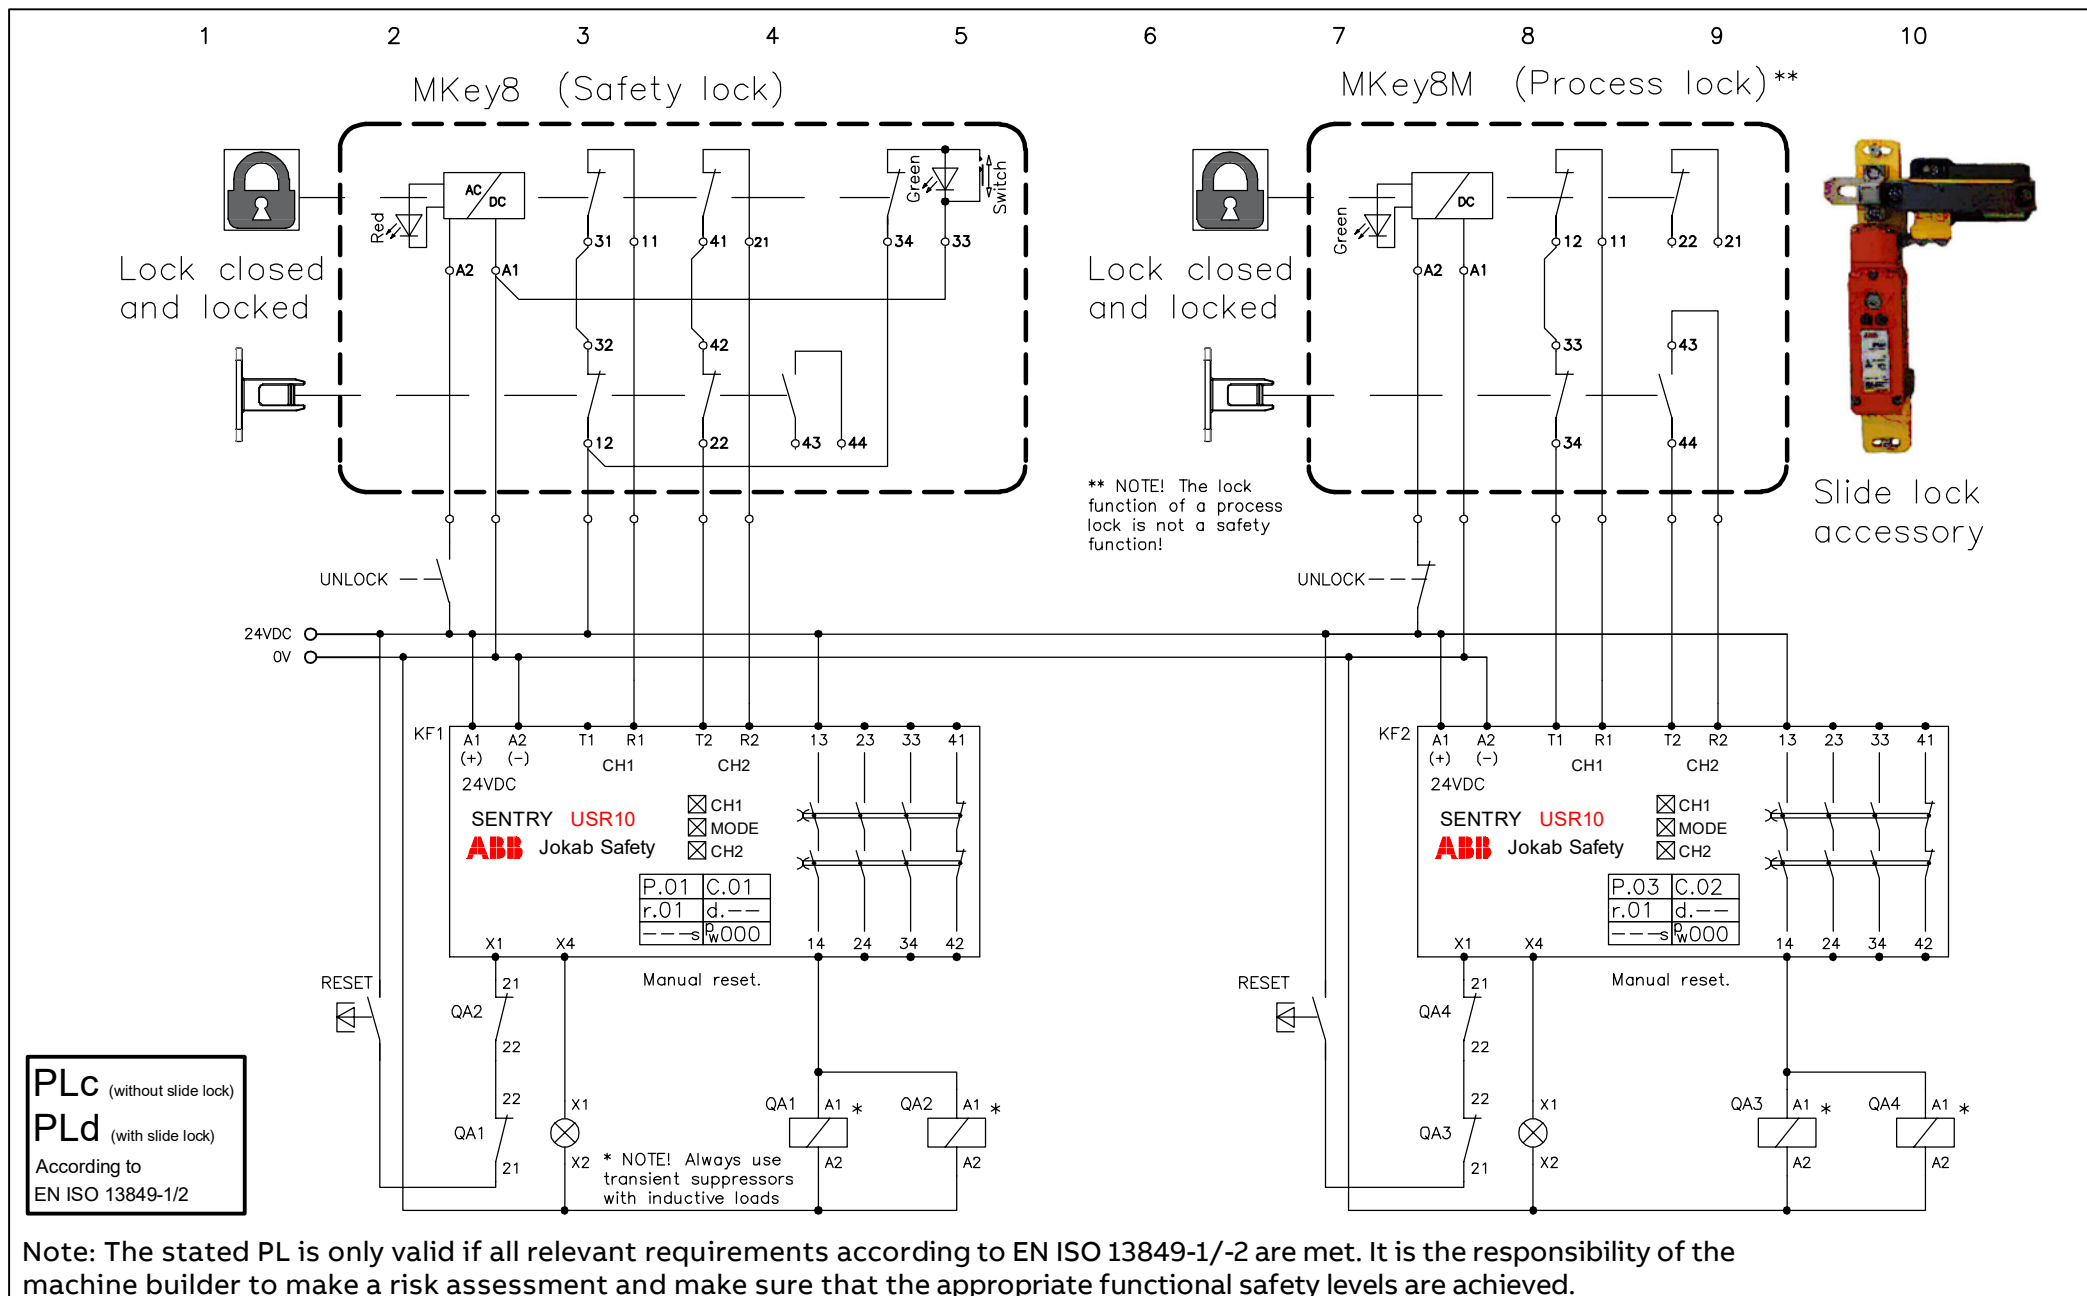 1 2 3 4 5 6 7 8 9 10
MKey8 (Safety lock)
MKey8M (Process lock)**
Red
AC/DC
Green
Switch
31 11 41 21 34 33
A2 A1
Lock closed
and locked
32 42
12 22 43 44
Green
/DC
12 11 22 21
A2 A1
Lock closed
and locked
33 43
34 44
** NOTE! The lock
function of a process
lock is not a safety
function!
Slide lock
accessory
UNLOCK
UNLOCK
24VDC
0V
KF1
A1 A2 T1 R1 T2 R2 13 23 33 41
(+) (-) CH1 CH2
24VDC
SENTRY USR10
ABB Jokab Safety
CH1
MODE
CH2
P.01 C.01
r.01 d.--
---s pw000
X1 X4 14 24 34 42
Manual reset.
KF2
A1 A2 T1 R1 T2 R2 13 23 33 41
(+) (-) CH1 CH2
24VDC
SENTRY USR10
ABB Jokab Safety
CH1
MODE
CH2
P.03 C.02
r.01 d.--
---s pw000
X1 X4 14 24 34 42
Manual reset.
RESET
21
QA2
22
22
QA1
21
X1
X2
QA1 A1 *
A2
QA2 A1 *
A2
* NOTE! Always use
transient suppressors
with inductive loads
RESET
21
QA4
22
22
QA3
21
X1
X2
QA3 A1 *
A2
QA4 A1 *
A2
PLc (without slide lock)
PLd (with slide lock)
According to
EN ISO 13849-1/2
Note: The stated PL is only valid if all relevant requirements according to EN ISO 13849-1/-2 are met. It is the responsibility of the
machine builder to make a risk assessment and make sure that the appropriate functional safety levels are achieved.